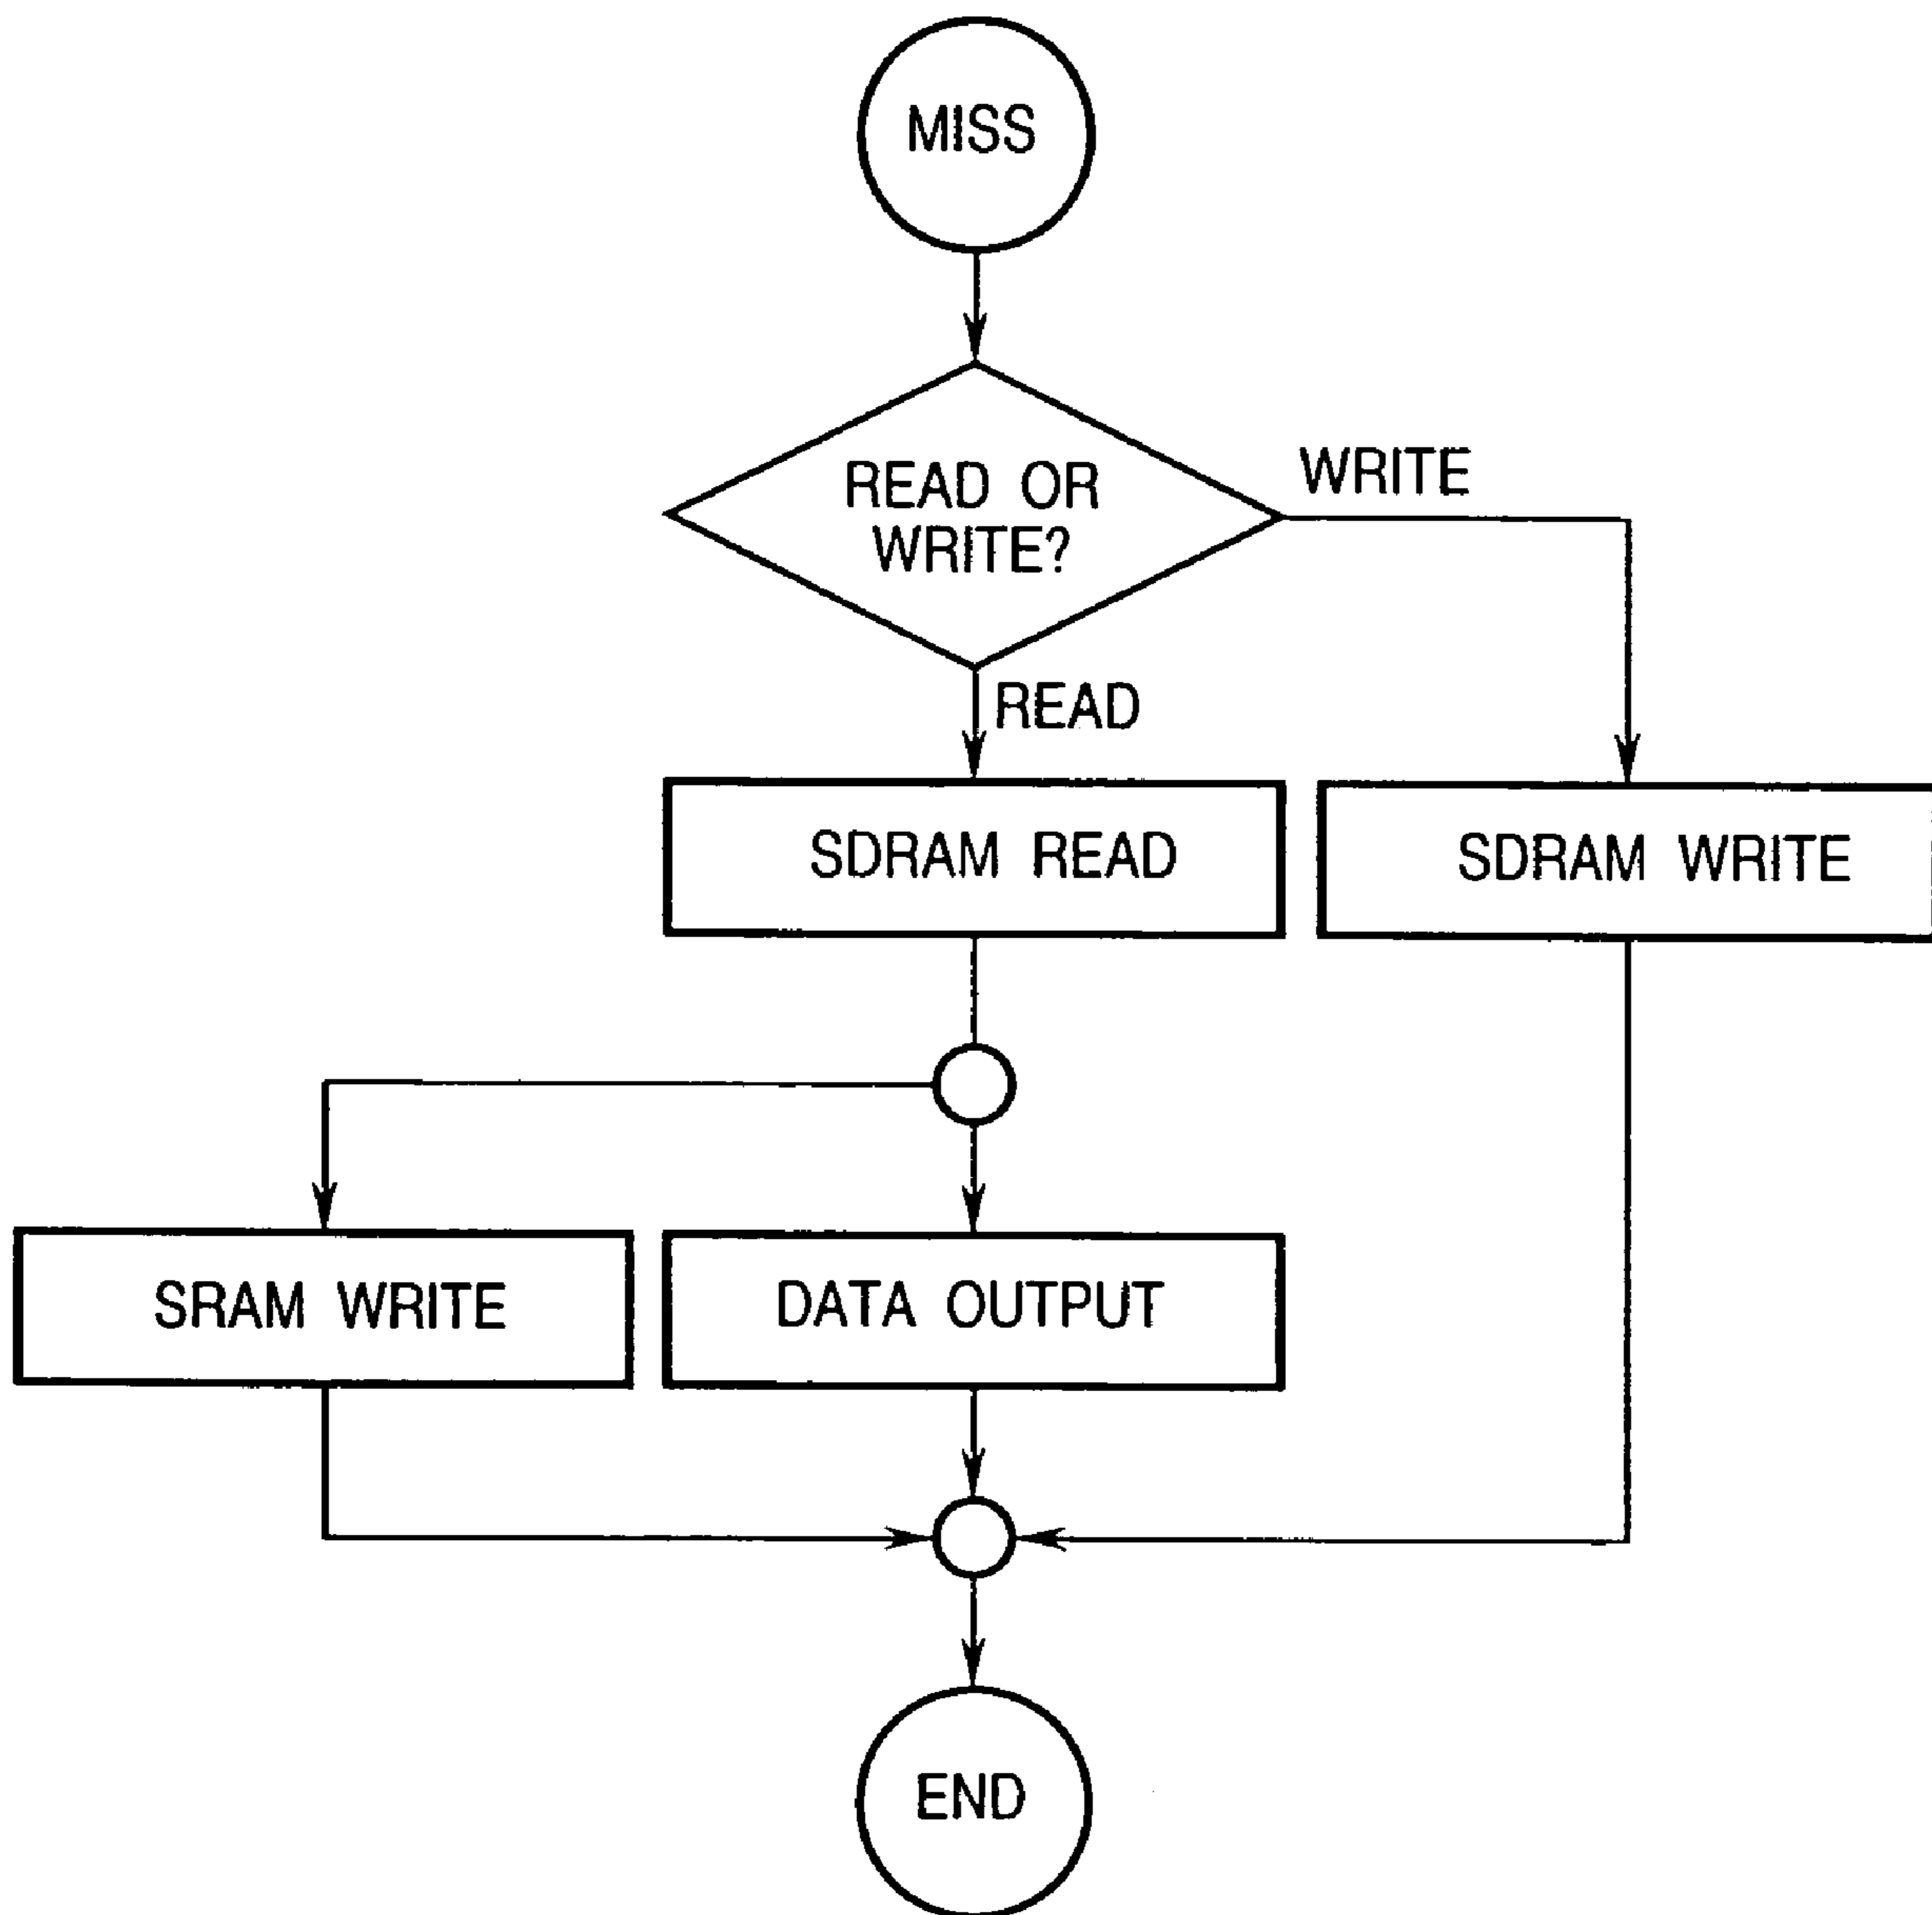 MISS
READ OR
WRITE?
WRITE
READ
SDRAM READ
SDRAM WRITE
SRAM WRITE
DATA OUTPUT
END